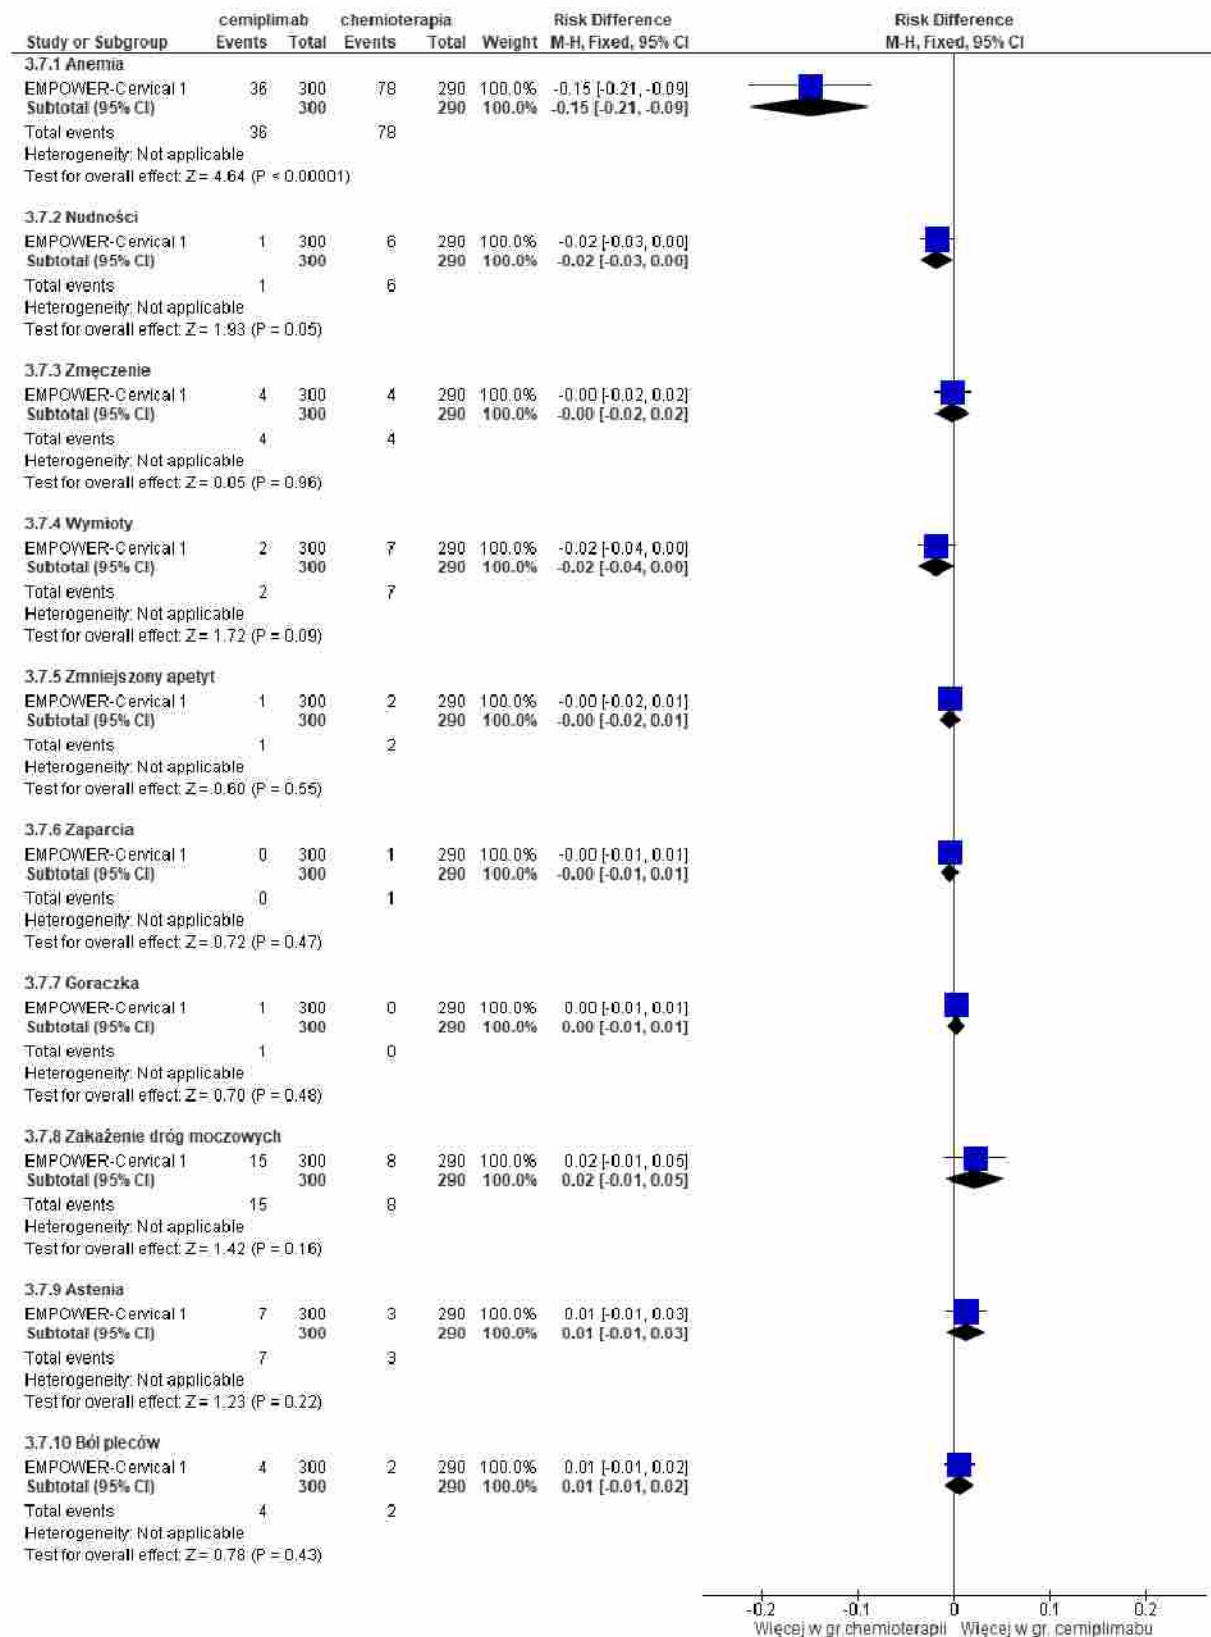 cemiplimab chemioterapia Risk Difference Risk Difference
Study or Subgroup Events Total Events Total Weight M-H, Fixed, 95% CI M-H, Fixed, 95% CI
3.7.1 Anemia
EMPOWER-Cervical 1 36 300 78 290 100.0% -0.15 [-0.21, -0.09]
Subtotal (95% CI) 300 290 100.0% -0.15 [-0.21, -0.09]
Total events 36 78
Heterogeneity: Not applicable
Test for overall effect: Z = 4.64 (P < 0.00001)
3.7.2 Nudności
EMPOWER-Cervical 1 1 300 6 290 100.0% -0.02 [-0.03, 0.00]
Subtotal (95% CI) 300 290 100.0% -0.02 [-0.03, 0.00]
Total events 1 6
Heterogeneity: Not applicable
Test for overall effect: Z = 1.93 (P = 0.05)
3.7.3 Zmęczenie
EMPOWER-Cervical 1 4 300 4 290 100.0% -0.00 [-0.02, 0.02]
Subtotal (95% CI) 300 290 100.0% -0.00 [-0.02, 0.02]
Total events 4 4
Heterogeneity: Not applicable
Test for overall effect: Z = 0.05 (P = 0.96)
3.7.4 Wymioty
EMPOWER-Cervical 1 2 300 7 290 100.0% -0.02 [-0.04, 0.00]
Subtotal (95% CI) 300 290 100.0% -0.02 [-0.04, 0.00]
Total events 2 7
Heterogeneity: Not applicable
Test for overall effect: Z = 1.72 (P = 0.09)
3.7.5 Zmniejszony apetyt
EMPOWER-Cervical 1 1 300 2 290 100.0% -0.00 [-0.02, 0.01]
Subtotal (95% CI) 300 290 100.0% -0.00 [-0.02, 0.01]
Total events 1 2
Heterogeneity: Not applicable
Test for overall effect: Z = 0.60 (P = 0.55)
3.7.6 Zaparcia
EMPOWER-Cervical 1 0 300 1 290 100.0% -0.00 [-0.01, 0.01]
Subtotal (95% CI) 300 290 100.0% -0.00 [-0.01, 0.01]
Total events 0 1
Heterogeneity: Not applicable
Test for overall effect: Z = 0.72 (P = 0.47)
3.7.7 Goraczka
EMPOWER-Cervical 1 1 300 0 290 100.0% 0.00 [-0.01, 0.01]
Subtotal (95% CI) 300 290 100.0% 0.00 [-0.01, 0.01]
Total events 1 0
Heterogeneity: Not applicable
Test for overall effect: Z = 0.70 (P = 0.48)
3.7.8 Zakażenie dróg moczowych
EMPOWER-Cervical 1 15 300 8 290 100.0% 0.02 [-0.01, 0.05]
Subtotal (95% CI) 300 290 100.0% 0.02 [-0.01, 0.05]
Total events 15 8
Heterogeneity: Not applicable
Test for overall effect: Z = 1.42 (P = 0.16)
3.7.9 Astenia
EMPOWER-Cervical 1 7 300 3 290 100.0% 0.01 [-0.01, 0.03]
Subtotal (95% CI) 300 290 100.0% 0.01 [-0.01, 0.03]
Total events 7 3
Heterogeneity: Not applicable
Test for overall effect: Z = 1.23 (P = 0.22)
3.7.10 Ból pleców
EMPOWER-Cervical 1 4 300 2 290 100.0% 0.01 [-0.01, 0.02]
Subtotal (95% CI) 300 290 100.0% 0.01 [-0.01, 0.02]
Total events 4 2
Heterogeneity: Not applicable
Test for overall effect: Z = 0.78 (P = 0.43)
-0.2 -0.1 0 0.1 0.2
Więcej w gr.chemioterapii Więcej w gr. cemiplimabu